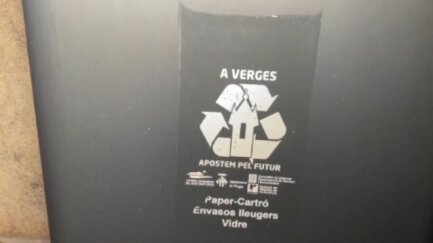 A VERGES
APOSTEM PEL FUTUR
Paper-Cartró
Envasos lleugers
Vidre